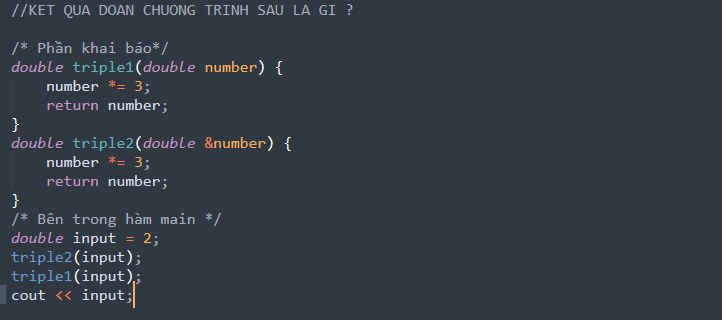 //KET QUA DOAN CHUONG TRINH SAU LA GI ?
/* Phần khai báo*/
double triple1(double number) {
number *= 3;
return number;
}
double triple2(double &number) {
number *= 3;
return number;
}
/* Bên trong hàm main */
double input = 2;
triple2(input);
triple1(input);
cout << input;